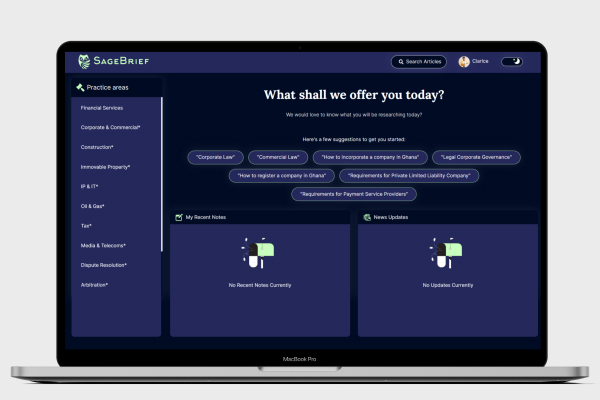 SAGEBRIEF
Search Articles
Clarice
Practice areas
Financial Services
Corporate & Commercial*
Construction*
Immovable Property*
IP & IT*
Oil & Gas*
Tax*
Media & Telecoms*
Dispute Resolution*
Arbitration*
What shall we offer you today?
We would love to know what you will be researching today?
Here's a few suggestions to get you started:
"Corporate Law"
"Commercial Law"
"How to incorporate a company in Ghana"
"Legal Corporate Governance"
"How to register a company in Ghana"
"Requirements for Private Limited Liability Company"
"Requirements for Payment Service Providers"
My Recent Notes
No Recent Notes Currently
News Updates
No Updates Currently
MacBook Pro